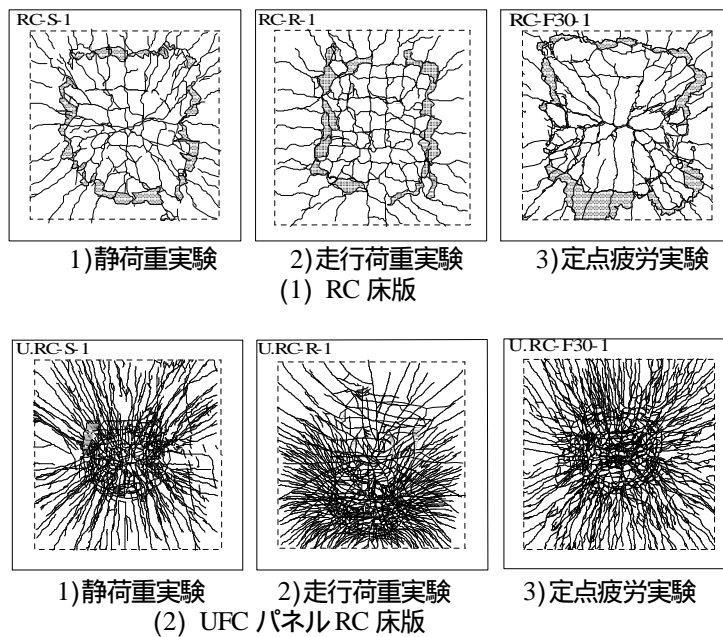 RC-S-1
RC-R-1
RC-F30-1
1)静荷重実験
2)走行荷重実験
3)定点疲労実験
(1) RC 床版
U.RC-S-1
U.RC-R-1
U.RC-F30-1
1)静荷重実験
2)走行荷重実験
3)定点疲労実験
(2) UFC パネル RC 床版